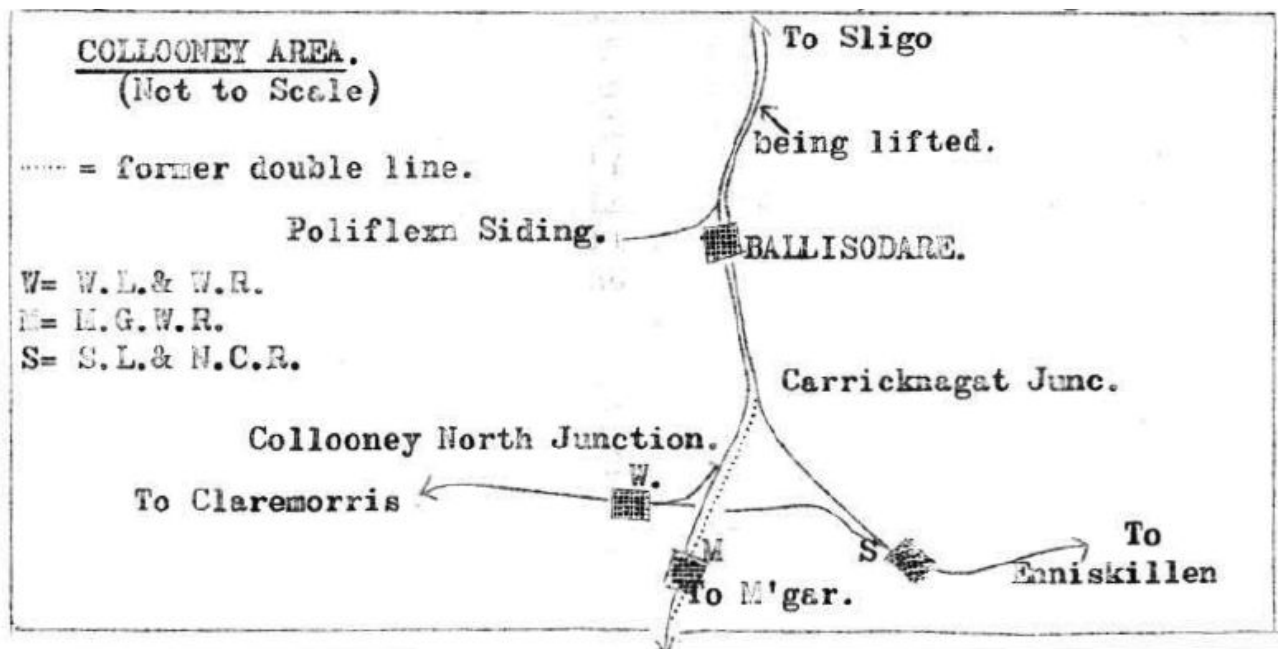 COLLOONEY AREA.
(Not to Scale)
To Sligo
being lifted.
...... = former double line.
Poliflexn Siding.
BALLISODARE.
W= W.L.& W.R.
M= M.G.W.R.
S= S.L.& N.C.R.
Carricknagat Junc.
Collooney North Junction.
W.
To Claremorris
M
S
To
Enniskillen
To M'gar.